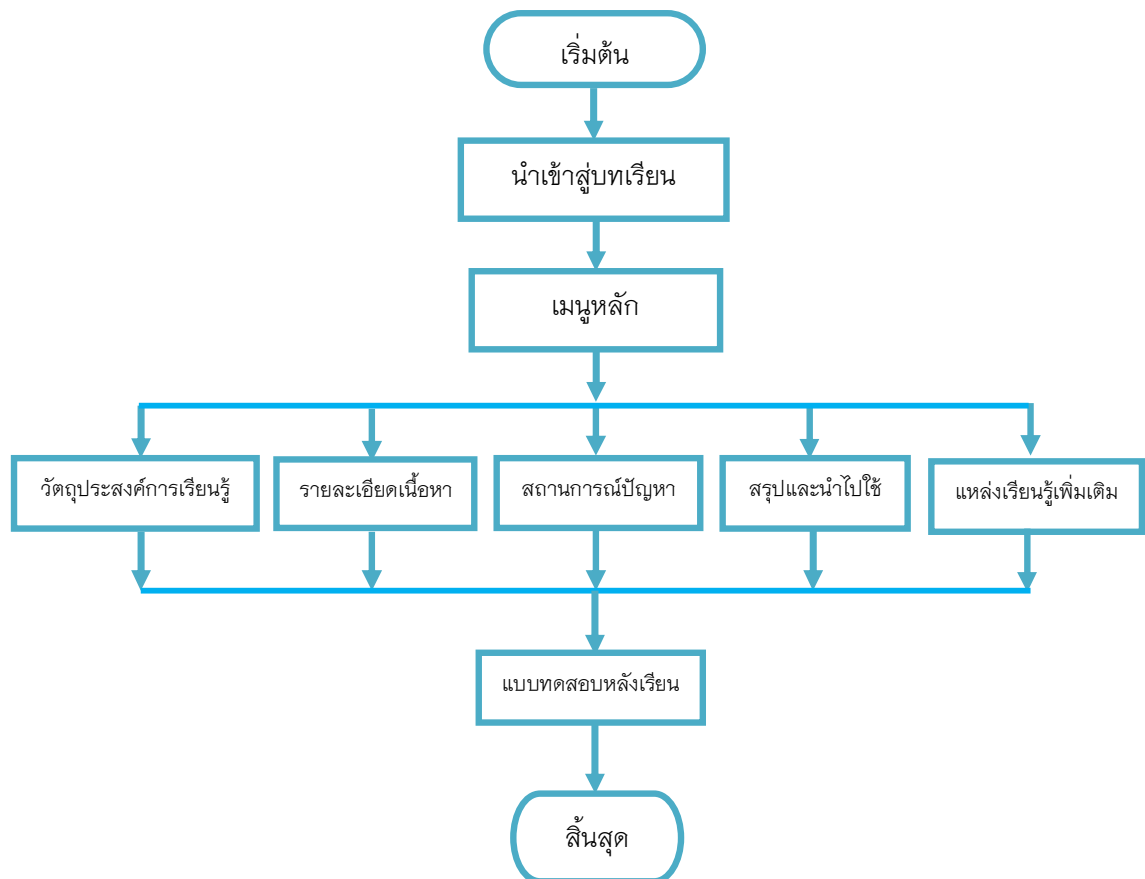 เริ่มต้น
นำเข้าสู่บทเรียน
เมนูหลัก
วัตถุประสงค์การเรียนรู้
รายละเอียดเนื้อหา
สถานการณ์ปัญหา
สรุปและนำไปใช้
แหล่งเรียนรู้เพิ่มเติม
แบบทดสอบหลังเรียน
สิ้นสุด